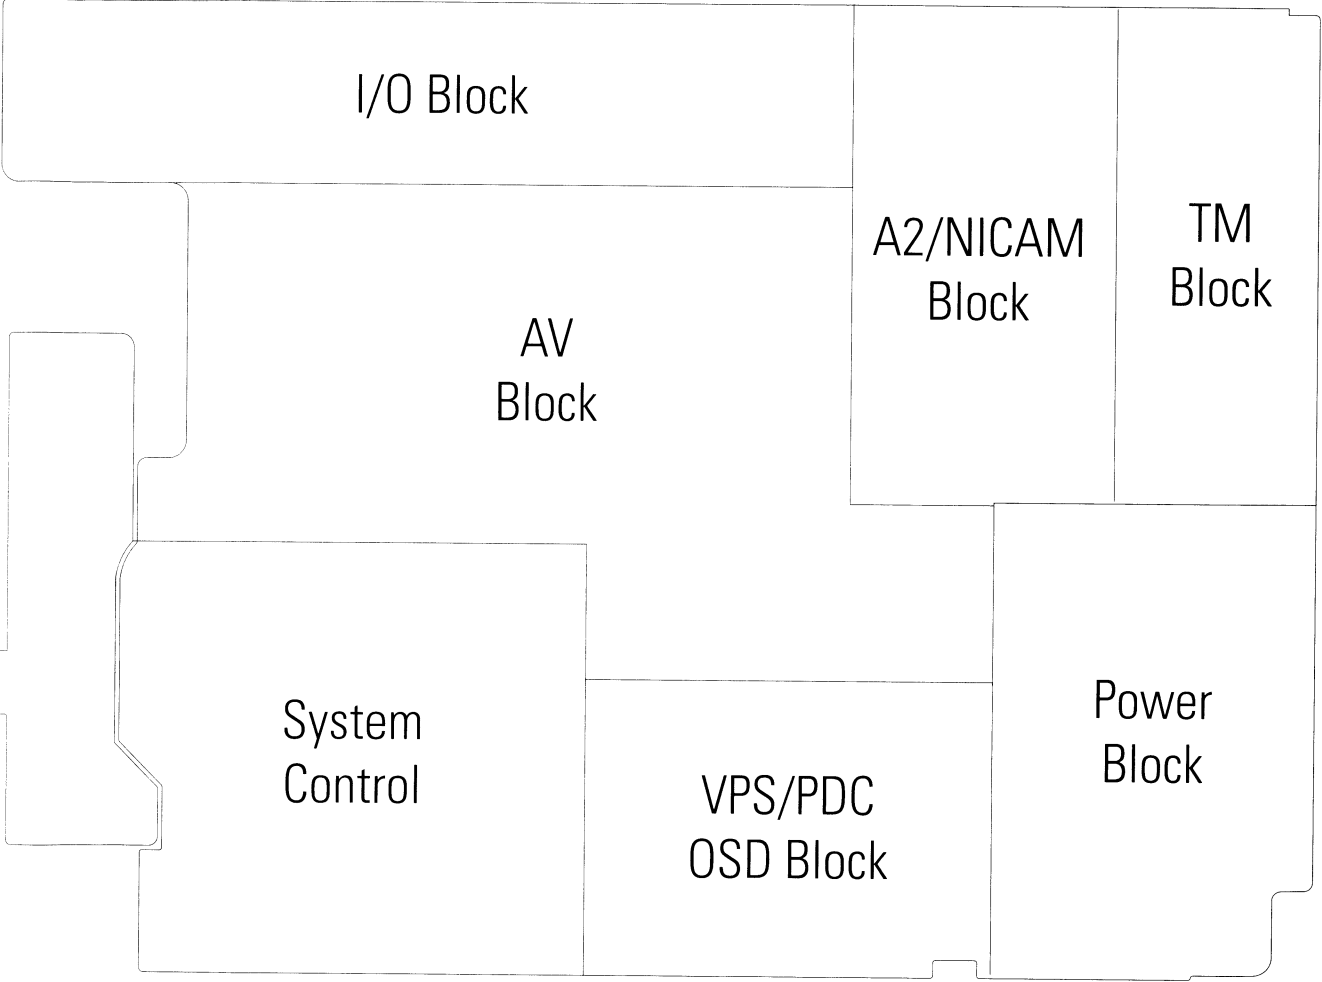 I/O Block
A2/NICAM
Block
TM
Block
AV
Block
System
Control
VPS/PDC
OSD Block
Power
Block